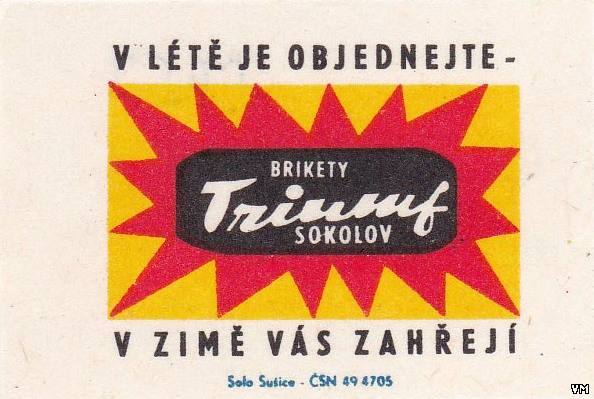 V LÉTĚ JE OBJEDNEJTE -
BRIKETY
Triumf
SOKOLOV
V ZIMĚ VÁS ZAHŘEJÍ
Solo Sušice - ČSN 49 4705
VM